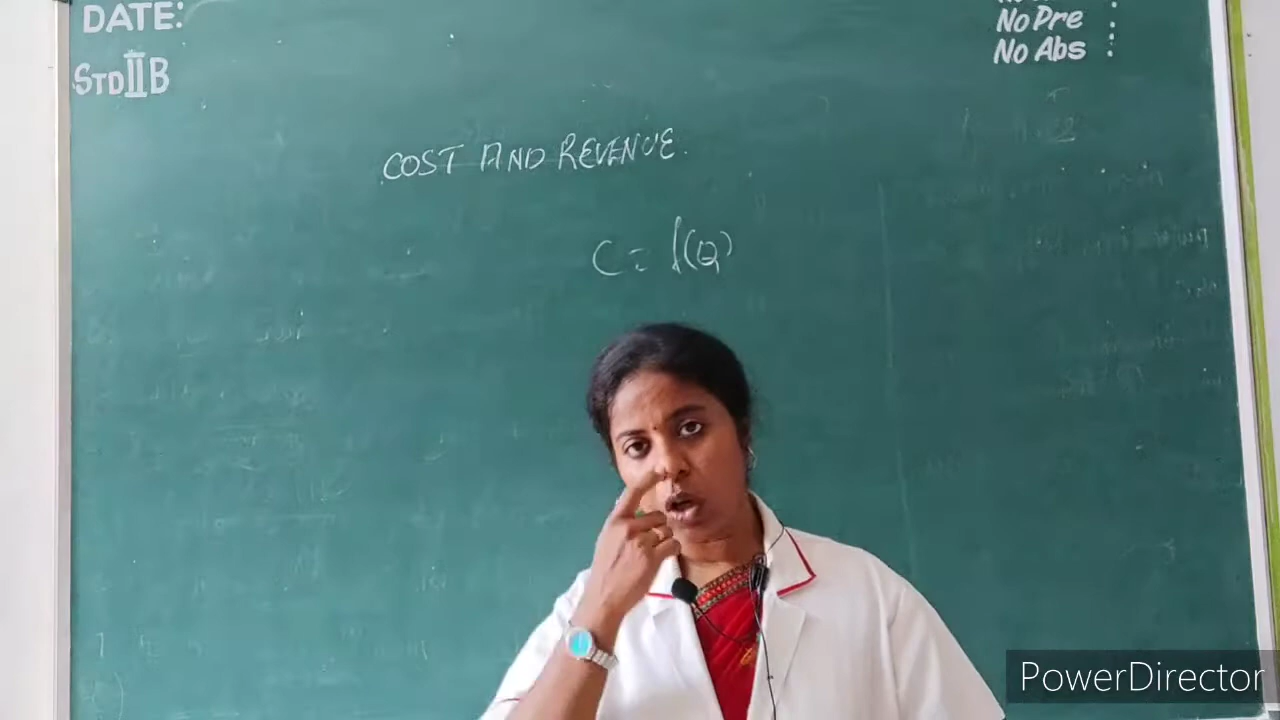 DATE:
No Pre :
STD II B
No Abs :
COST AND REVENUE.
C = f(Q)
PowerDirector